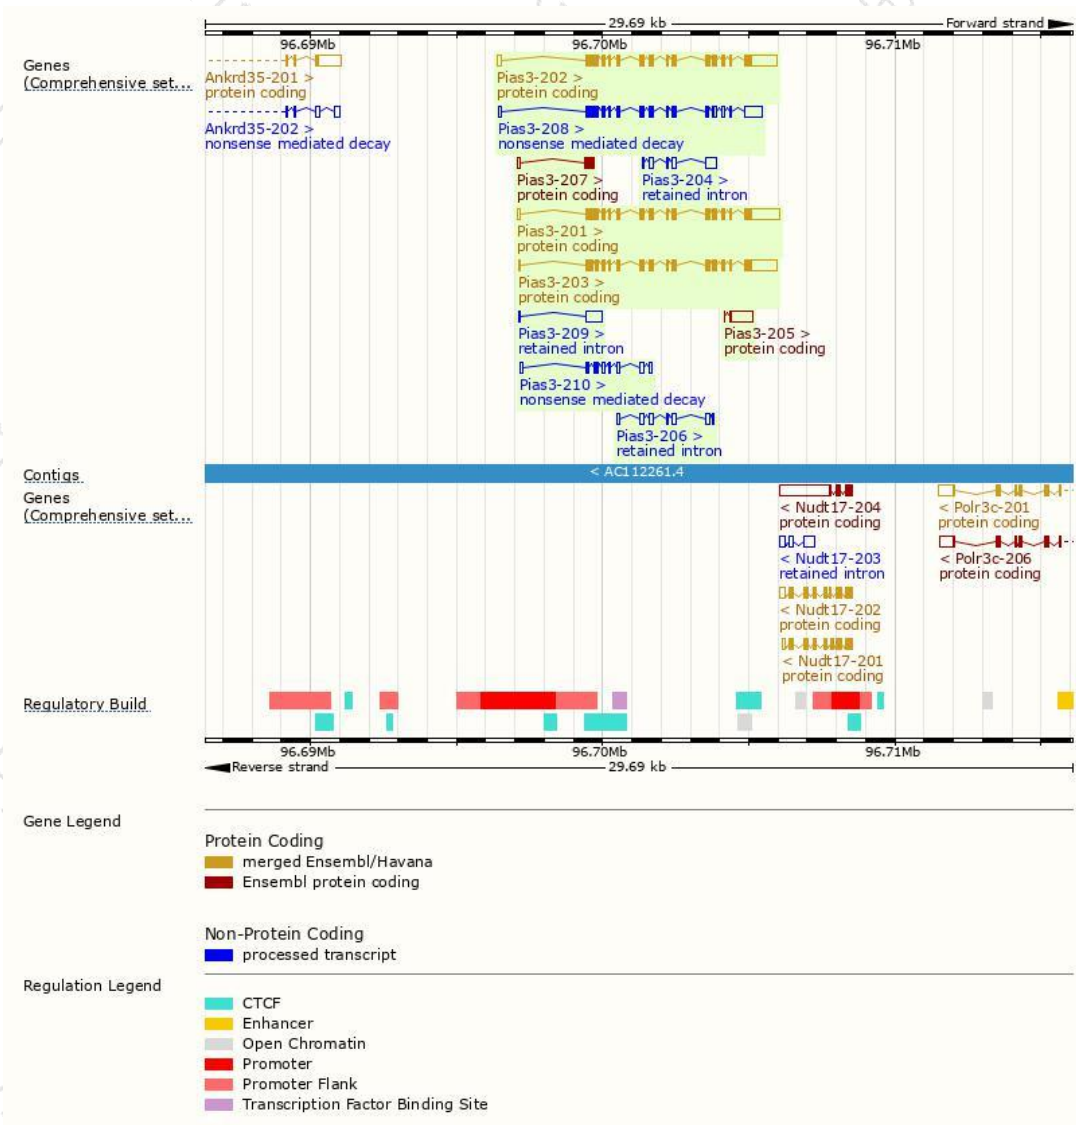 29.69 kb
Forward strand
96.69Mb 96.70Mb 96.71Mb
Genes
(Comprehensive set...
Ankrd35-201 >
protein coding
Pias3-202 >
protein coding
Ankrd35-202 >
nonsense mediated decay
Pias3-208 >
nonsense mediated decay
Pias3-207 >
protein coding
Pias3-204 >
retained intron
Pias3-201 >
protein coding
Pias3-203 >
protein coding
Pias3-209 >
retained intron
Pias3-205 >
protein coding
Pias3-210 >
nonsense mediated decay
Pias3-206 >
retained intron
Contigs
< AC112261.4
Genes
(Comprehensive set...
< Nudt17-204
protein coding
< Polr3c-201
protein coding
< Nudt17-203
retained intron
< Polr3c-206
protein coding
< Nudt17-202
protein coding
< Nudt17-201
protein coding
Regulatory Build
96.69Mb 96.70Mb 96.71Mb
Reverse strand
29.69 kb
Gene Legend
Protein Coding
merged Ensembl/Havana
Ensembl protein coding
Non-Protein Coding
processed transcript
Regulation Legend
CTCF
Enhancer
Open Chromatin
Promoter
Promoter Flank
Transcription Factor Binding Site